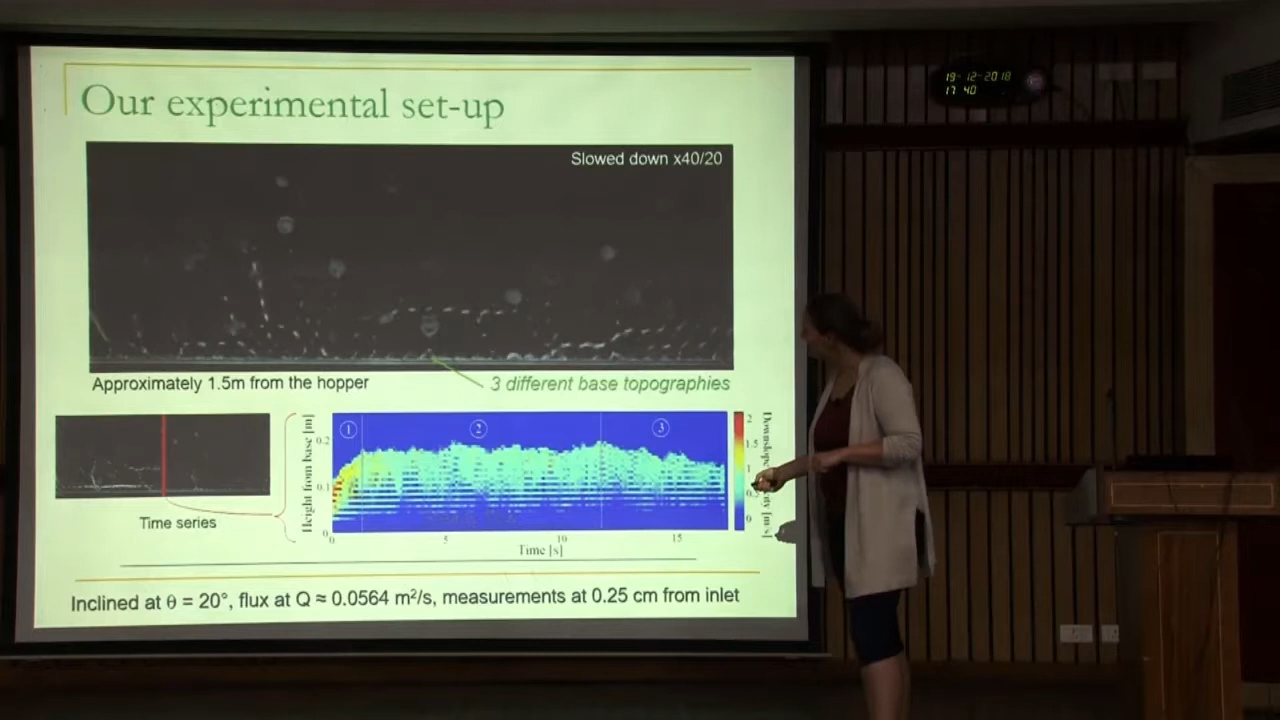 19-12-2018
17 40
Our experimental set-up
Slowed down x40/20
Approximately 1.5m from the hopper
3 different base topographies
Time series
Height from base [m]
0.2
0.1
0
1
2
3
0
5
10
15
Time [s]
2
1.5
1
0
Downslope
[m/s]
Inclined at θ = 20°, flux at Q ≈ 0.0564 m²/s, measurements at 0.25 cm from inlet